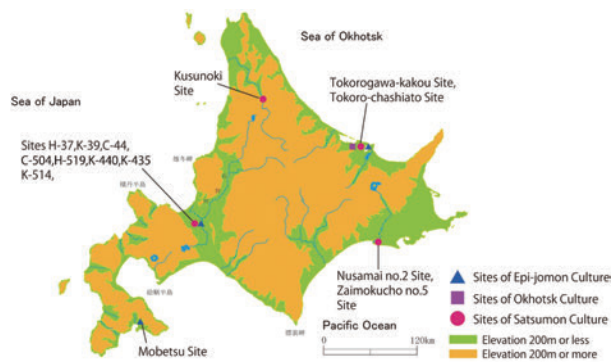 Sea of Okhotsk
Kusunoki
Site
Tokorogawa-kakou Site,
Tokoro-chashiato Site
Sea of Japan
Sites H-37,K-39,C-44,
C-504,H-519,K-440,K-435
K-514,
Nusamai no.2 Site,
Zaimokucho no.5
Site
Mobetsu Site
Pacific Ocean
0
120km
Sites of Epi-jomon Culture
Sites of Okhotsk Culture
Sites of Satsumon Culture
Elevation 200m or less
Elevation 200m or more